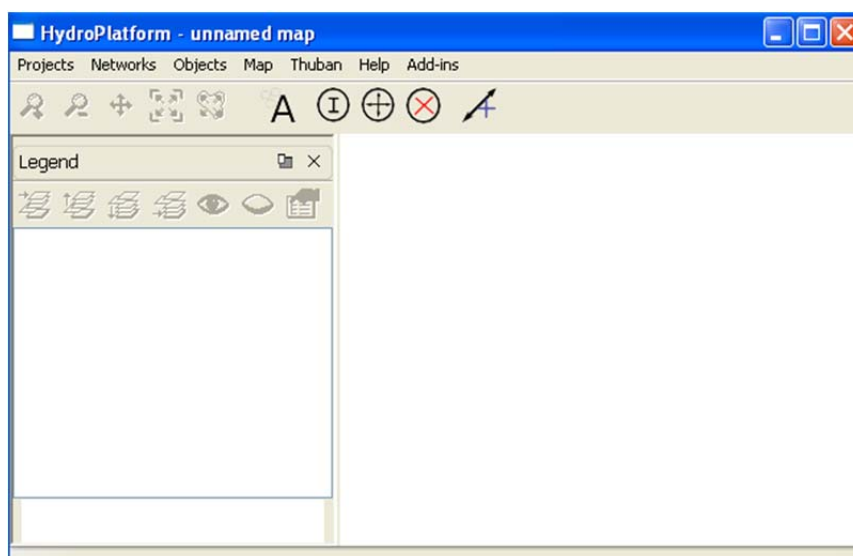 HydroPlatform - unnamed map
Projects Networks Objects Map Thuban Help Add-ins
A I
Legend